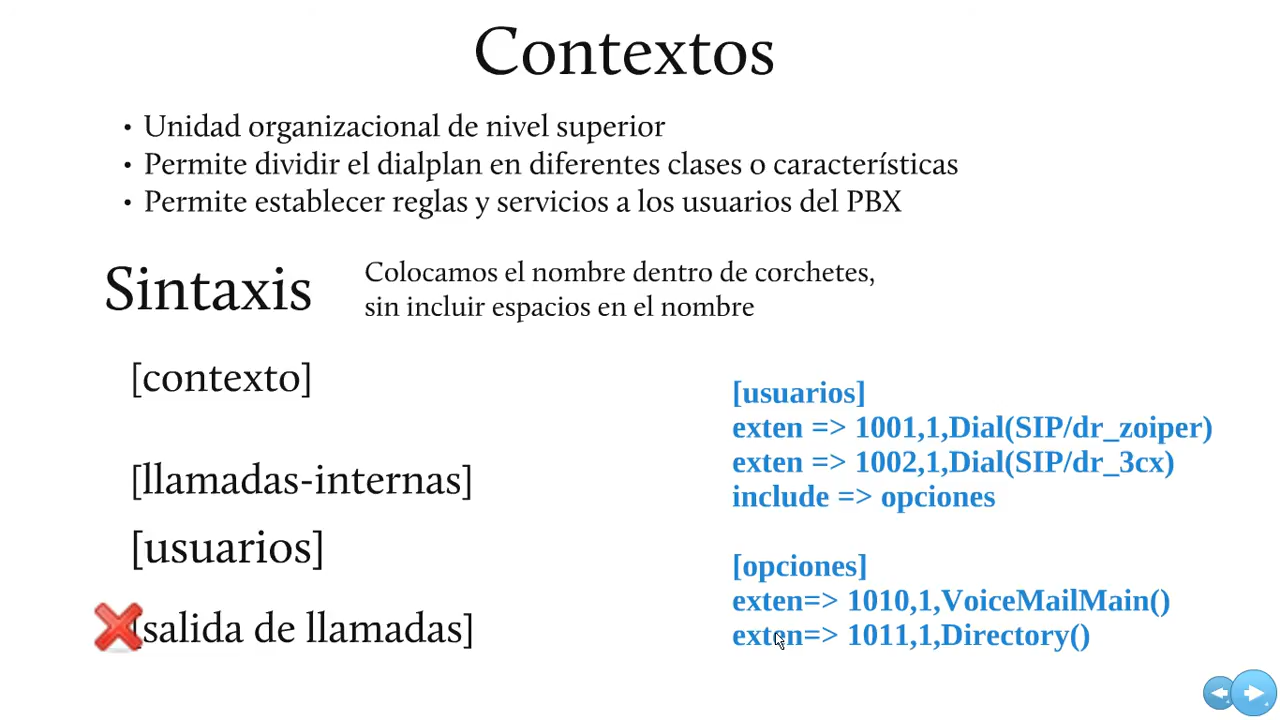 Contextos
• Unidad organizacional de nivel superior
• Permite dividir el dialplan en diferentes clases o características
• Permite establecer reglas y servicios a los usuarios del PBX
Sintaxis
Colocamos el nombre dentro de corchetes,
sin incluir espacios en el nombre
[contexto]
[llamadas-internas]
[usuarios]
[salida de llamadas]
[usuarios]
exten => 1001,1,Dial(SIP/dr_zoiper)
exten => 1002,1,Dial(SIP/dr_3cx)
include => opciones
[opciones]
exten=> 1010,1,VoiceMailMain()
exten=> 1011,1,Directory()